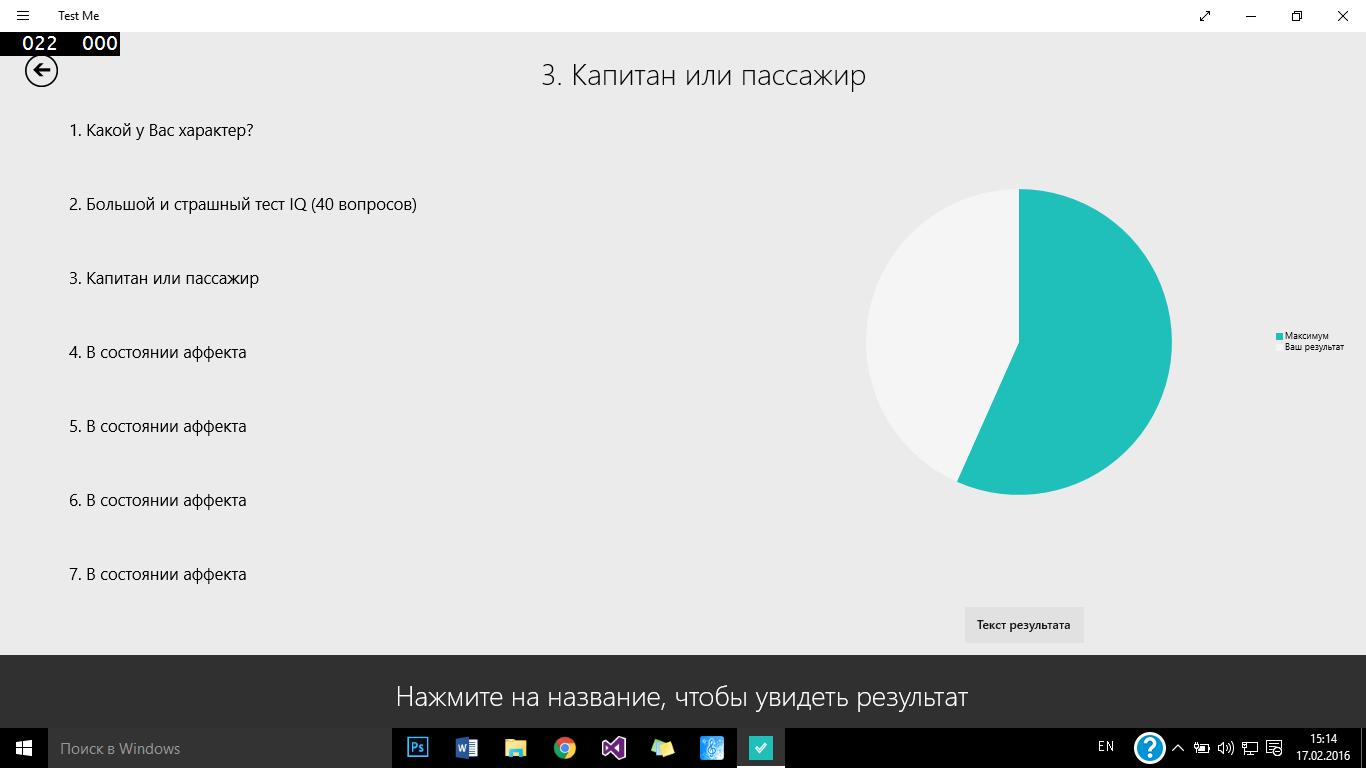 Test Me
022 000
3. Капитан или пассажир
1. Какой у Вас характер?
2. Большой и страшный тест IQ (40 вопросов)
3. Капитан или пассажир
4. В состоянии аффекта
5. В состоянии аффекта
6. В состоянии аффекта
7. В состоянии аффекта
Максимум
Ваш результат
Текст результата
Нажмите на название, чтобы увидеть результат
Поиск в Windows
Ps
W
EN
?
15:14
17.02.2016